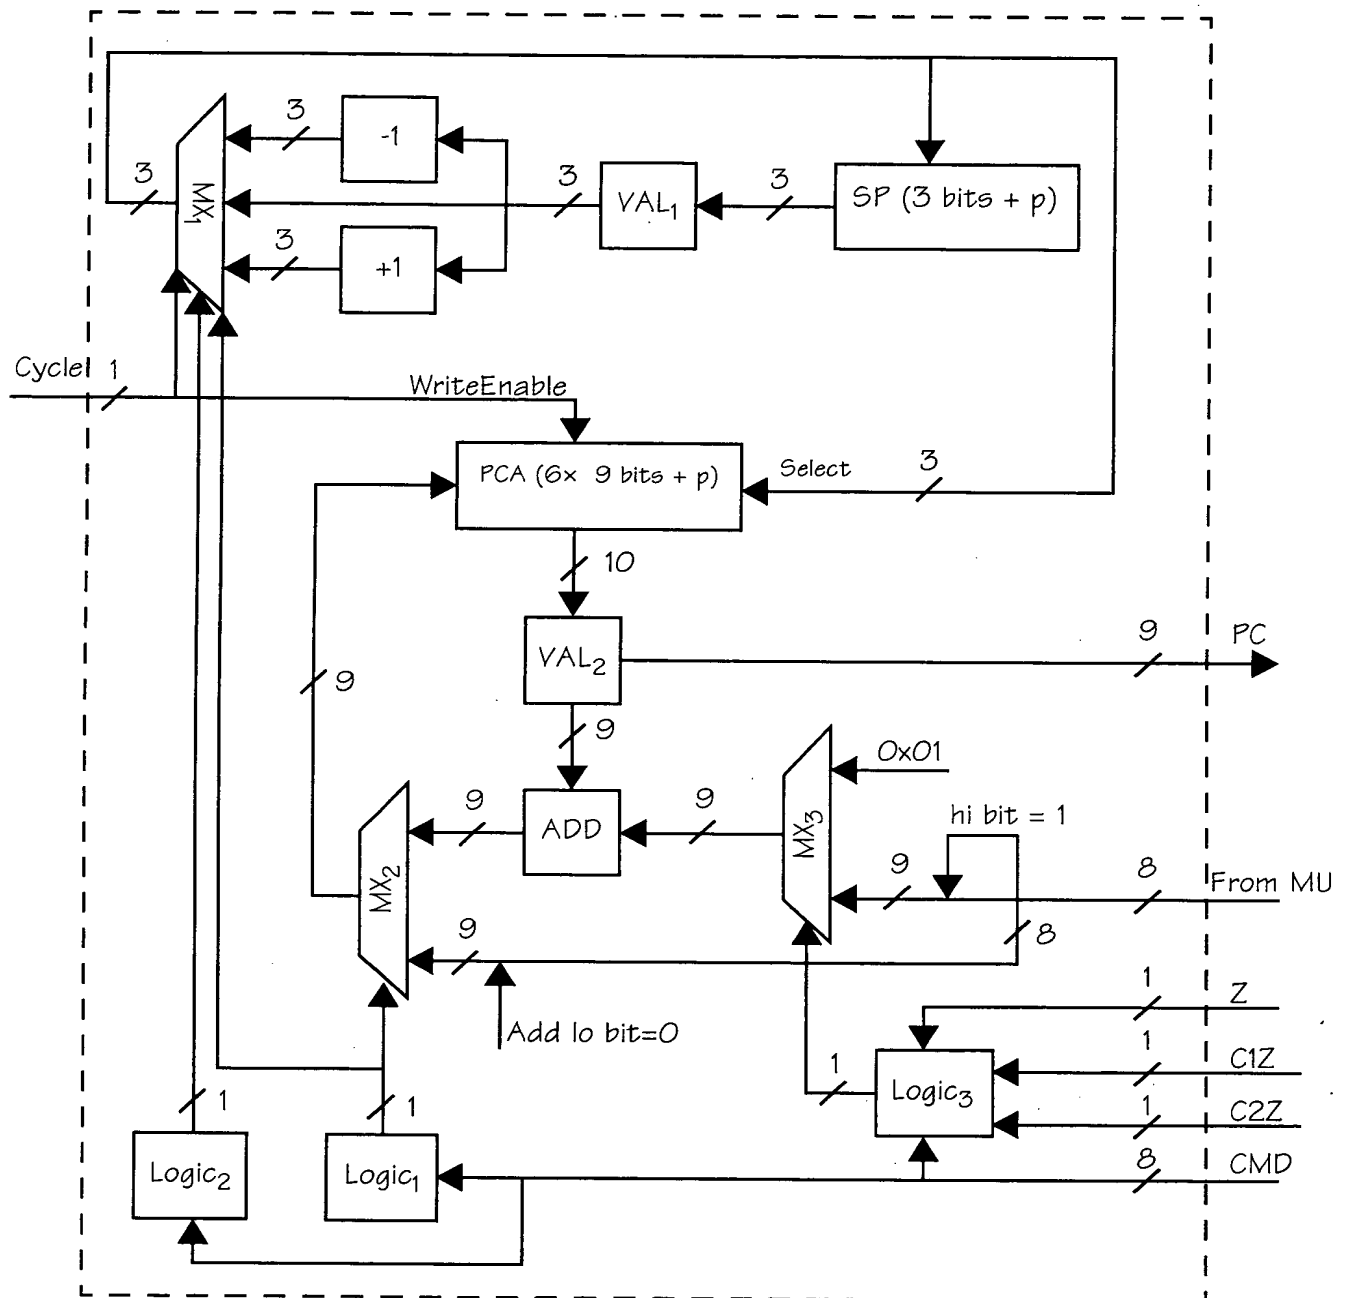 3
-1
3
3
VAL1
3
SP (3 bits + p)
MX1
3
+1
Cycle
1
WriteEnable
PCA (6x 9 bits + p)
Select
3
10
9
VAL2
9
PC
9
0x01
9
ADD
9
MX3
hi bit = 1
MX2
9
8
From MU
9
8
Add lo bit=0
1
Z
1
C1Z
1
Logic3
1
C2Z
1
1
8
CMD
Logic2
Logic1